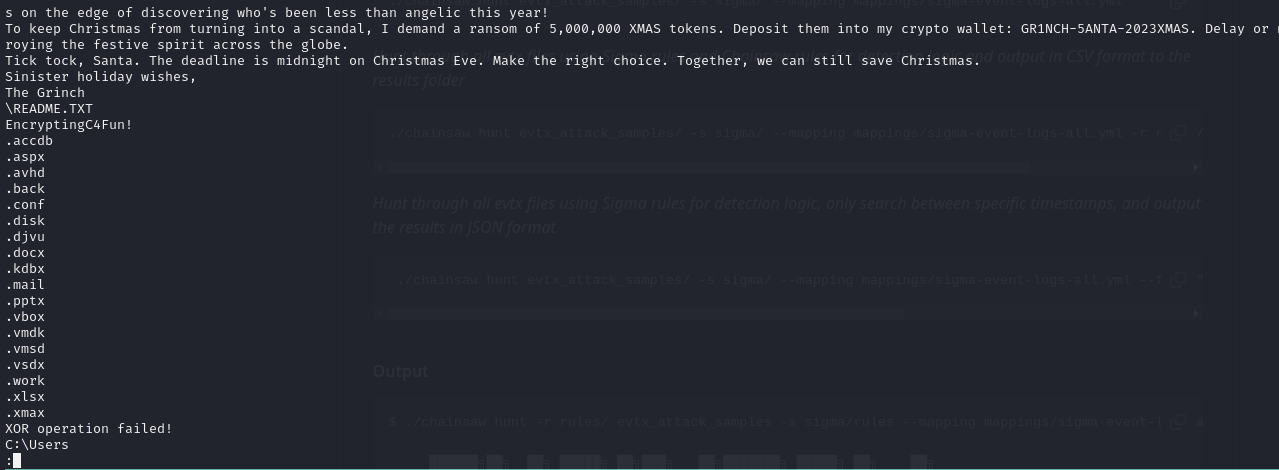 s on the edge of discovering who's been less than angelic this year!
To keep Christmas from turning into a scandal, I demand a ransom of 5,000,000 XMAS tokens. Deposit them into my crypto wallet: GR1NCH-5ANTA-2023XMAS. Delay or
roying the festive spirit across the globe.
Tick tock, Santa. The deadline is midnight on Christmas Eve. Make the right choice. Together, we can still save Christmas.
and output in CSV format to the
Sinister holiday wishes,
results folder
The Grinch
\README.TXT
EncryptingC4Fun!
./chainsaw hunt evtx_attack_samples/ -s sigma/ --mapping mappings/sigma-event-logs-all.yml -r
.accdb
.aspx
.avhd
.back
.conf
Hunt through all evtx files using Sigma rules for detection logic, only search between specific timestamps, and output
.disk
the results in JSON format
.djvu
.docx
.kdbx
./chainsaw hunt evtx_attack_samples/ -s sigma/ --mapping mappings/sigma-event-logs-all.yml
.mail
.pptx
.vbox
.vmdk
.vmsd
.vsdx
Output
.work
.xlsx
.xmax
$ ./chainsaw hunt -r rules/ evtx_attack_samples -s sigma/rules --mapping mappings/sigma-event-l
XOR operation failed!
C:\Users
: